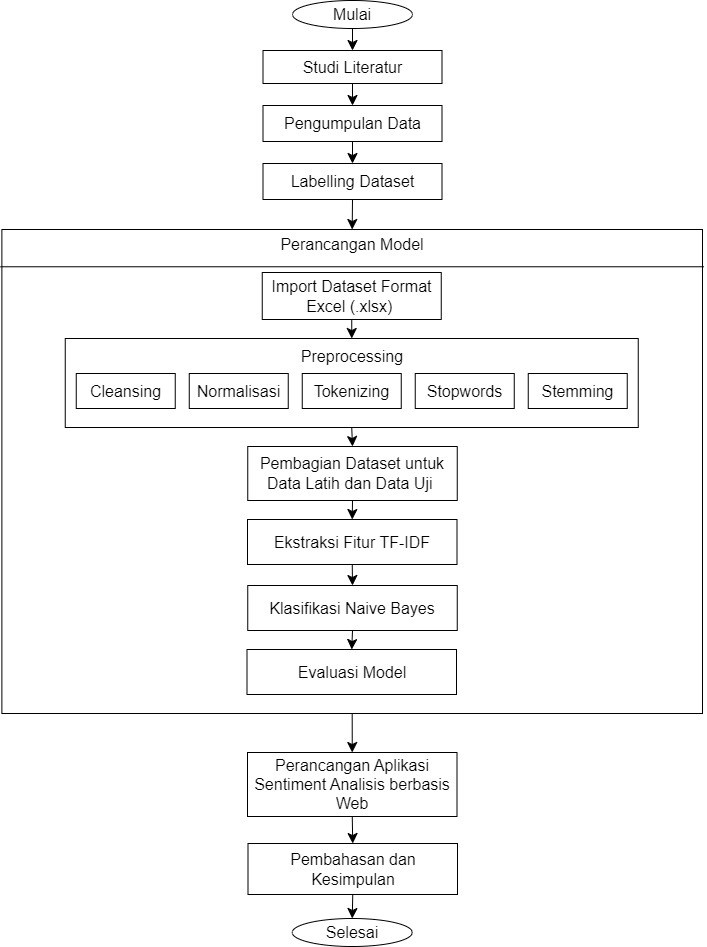 Mulai
Studi Literatur
Pengumpulan Data
Labelling Dataset
Perancangan Model
Import Dataset Format
Excel (.xlsx)
Preprocessing
Cleansing
Normalisasi
Tokenizing
Stopwords
Stemming
Pembagian Dataset untuk
Data Latih dan Data Uji
Ekstraksi Fitur TF-IDF
Klasifikasi Naive Bayes
Evaluasi Model
Perancangan Aplikasi
Sentiment Analisis berbasis
Web
Pembahasan dan
Kesimpulan
Selesai